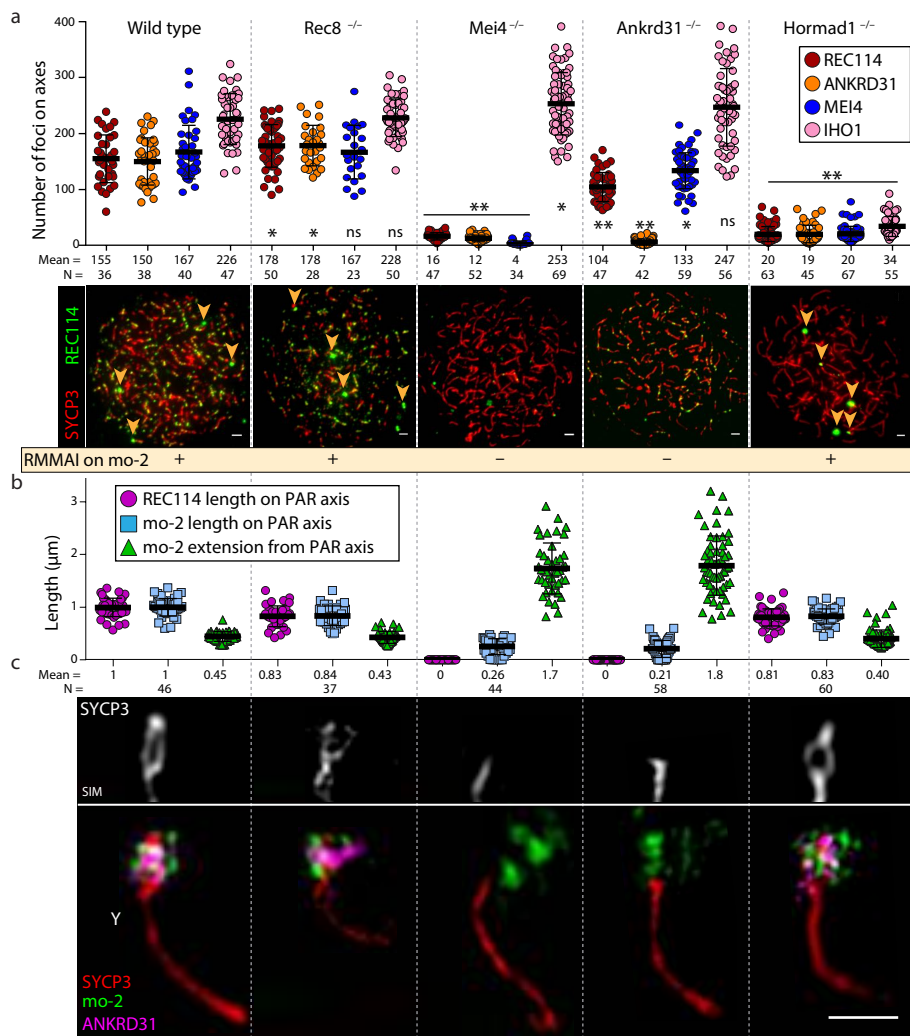 a
Wild type Rec8 −/− Mei4 −/− Ankrd31 −/− Hormad1 −/−
REC114
ANKRD31
MEI4
IHO1
Number of foci on axes
400
300
200
100
0
* * ns ns ** * ** ** * ns **
Mean = 155 150 167 226 178 178 167 228 16 12 4 253 104 7 133 247 20 19 20 34
N = 36 38 40 47 50 28 23 50 47 52 34 69 47 42 59 56 63 45 67 55
SYCP3 REC114
RMMAI on mo-2 + + − − +
b
REC114 length on PAR axis
mo-2 length on PAR axis
mo-2 extension from PAR axis
Length (μm)
3
2
1
0
Mean = 1 1 0.45 0.83 0.84 0.43 0 0.26 1.7 0 0.21 1.8 0.81 0.83 0.40
N = 46 37 44 58 60
c
SYCP3
SIM
Y
SYCP3
mo-2
ANKRD31